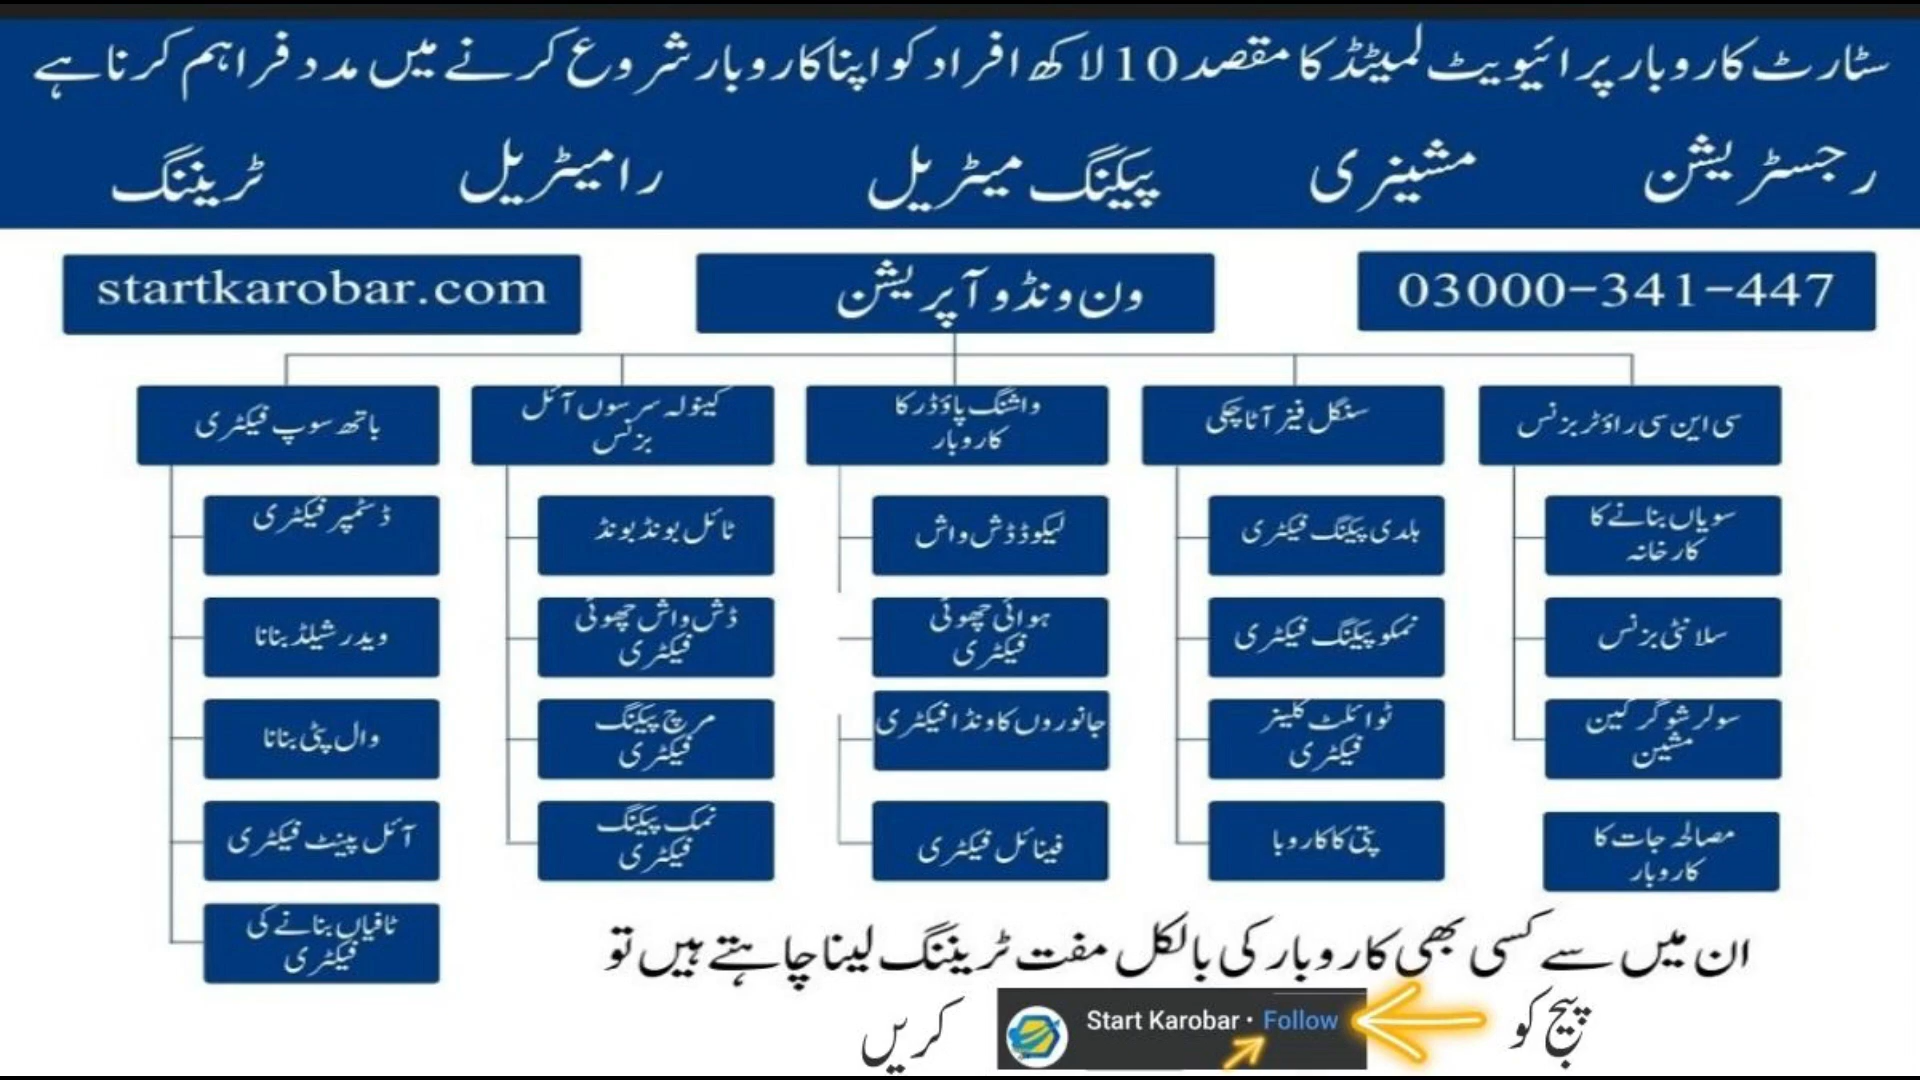 سٹارٹ کاروبار پرائیویٹ لمیٹڈ کا مقصد 10 لاکھ افراد کو اپنا کاروبار شروع کرنے میں مدد فراہم کرنا ہے
رجسٹریشن مشینری پیکنگ میٹریل رامیٹریل ٹریننگ
03000-341-447
ون ونڈو آپریشن
startkarobar.com
سی این سی راؤٹر بزنس
سویاں بنانے کا
کارخانہ
سلانٹی بزنس
سولر شوگر کین
مشین
مصالحہ جات کا
کاروبار
سنگل فیز آٹا چکی
ہلدی پیکنگ فیکٹری
نمکو پیکنگ فیکٹری
ٹوائلٹ کلینر
فیکٹری
پتی کا کاروبا
واشنگ پاؤڈر کا
کاروبار
لیکوڈ ڈش واش
ہوائی چھوٹی
فیکٹری
جانوروں کا ونڈا فیکٹری
فینائل فیکٹری
کینولہ سرسوں آئل
بزنس
ٹائل بونڈ بونڈ
ڈش واش چھوٹی
فیکٹری
مرچ پیکنگ
فیکٹری
نمک پیکنگ
فیکٹری
باتھ سوپ فیکٹری
ڈسٹمپر فیکٹری
ویدر شیلڈ بنانا
وال پٹی بنانا
آئل پینٹ فیکٹری
ٹافیاں بنانے کی
فیکٹری
ان میں سے کسی بھی کاروبار کی بالکل مفت ٹریننگ لینا چاہتے ہیں تو
پیج کو
Start Karobar · Follow
کریں